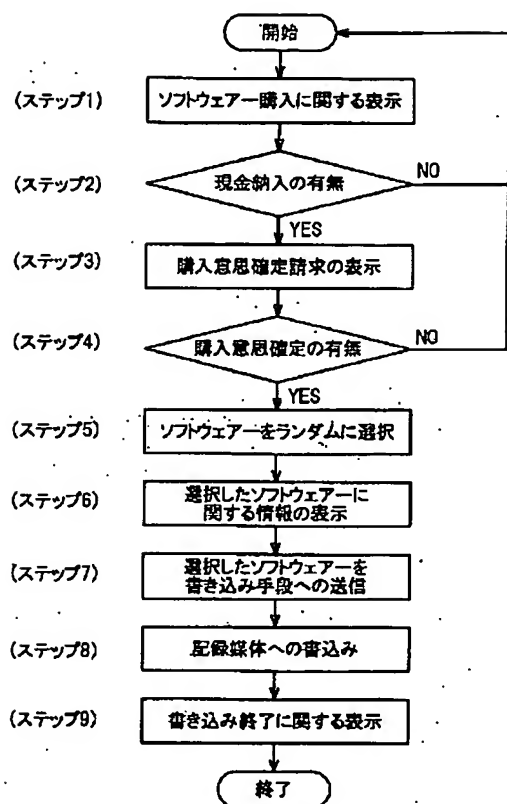 開始
(ステップ1)
ソフトウェアー購入に関する表示
(ステップ2)
現金納入の有無
NO
YES
(ステップ3)
購入意思確定請求の表示
(ステップ4)
購入意思確定の有無
NO
YES
(ステップ5)
ソフトウェアーをランダムに選択
(ステップ6)
選択したソフトウェアーに
関する情報の表示
(ステップ7)
選択したソフトウェアーを
書き込み手段への送信
(ステップ8)
記録媒体への書込み
(ステップ9)
書き込み終了に関する表示
終了